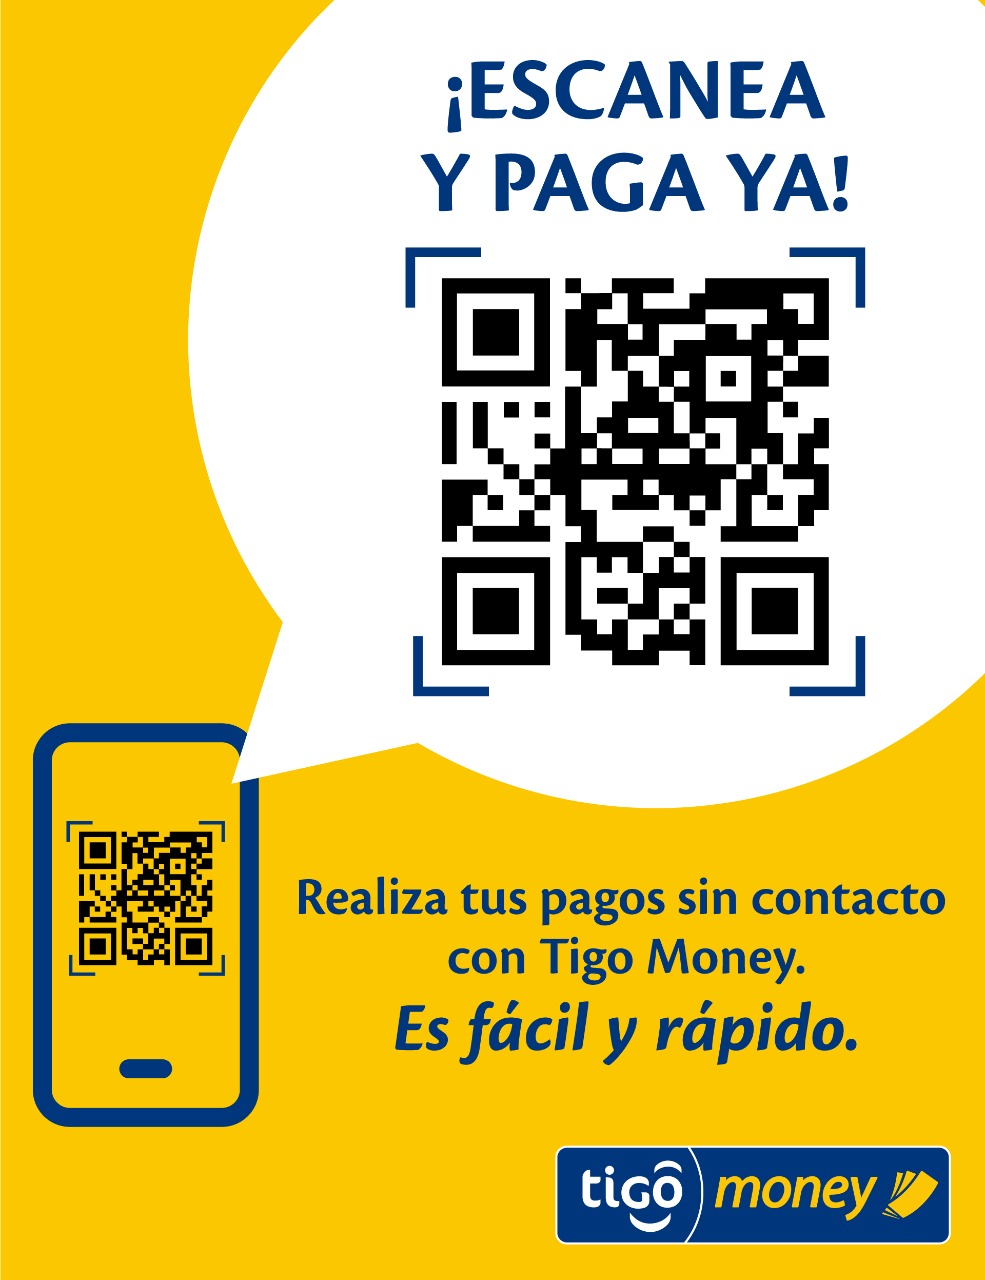 ¡ESCANEA
Y PAGA YA!
Realiza tus pagos sin contacto
con Tigo Money.
Es fácil y rápido.
tigo money